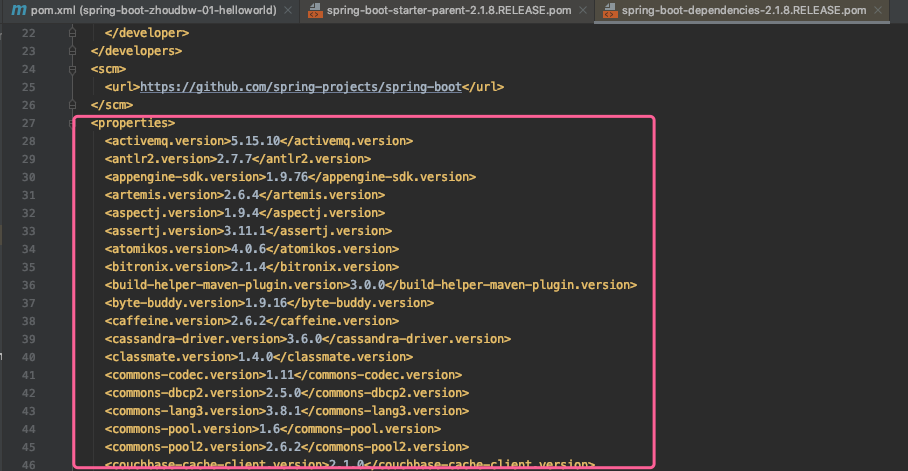 m pom.xml (spring-boot-zhoudbw-01-helloworld) × spring-boot-starter-parent-2.1.8.RELEASE.pom × spring-boot-dependencies-2.1.8.RELEASE.pom ×
22 </developer>
23 </developers>
24 <scm>
25 <url>https://github.com/spring-projects/spring-boot</url>
26 </scm>
27 <properties>
28 <activemq.version>5.15.10</activemq.version>
29 <antlr2.version>2.7.7</antlr2.version>
30 <appengine-sdk.version>1.9.76</appengine-sdk.version>
31 <artemis.version>2.6.4</artemis.version>
32 <aspectj.version>1.9.4</aspectj.version>
33 <assertj.version>3.11.1</assertj.version>
34 <atomikos.version>4.0.6</atomikos.version>
35 <bitronix.version>2.1.4</bitronix.version>
36 <build-helper-maven-plugin.version>3.0.0</build-helper-maven-plugin.version>
37 <byte-buddy.version>1.9.16</byte-buddy.version>
38 <caffeine.version>2.6.2</caffeine.version>
39 <cassandra-driver.version>3.6.0</cassandra-driver.version>
40 <classmate.version>1.4.0</classmate.version>
41 <commons-codec.version>1.11</commons-codec.version>
42 <commons-dbcp2.version>2.5.0</commons-dbcp2.version>
43 <commons-lang3.version>3.8.1</commons-lang3.version>
44 <commons-pool.version>1.6</commons-pool.version>
45 <commons-pool2.version>2.6.2</commons-pool2.version>
46 <couchbase-cache-client.version>2.1.0</couchbase-cache-client.version>